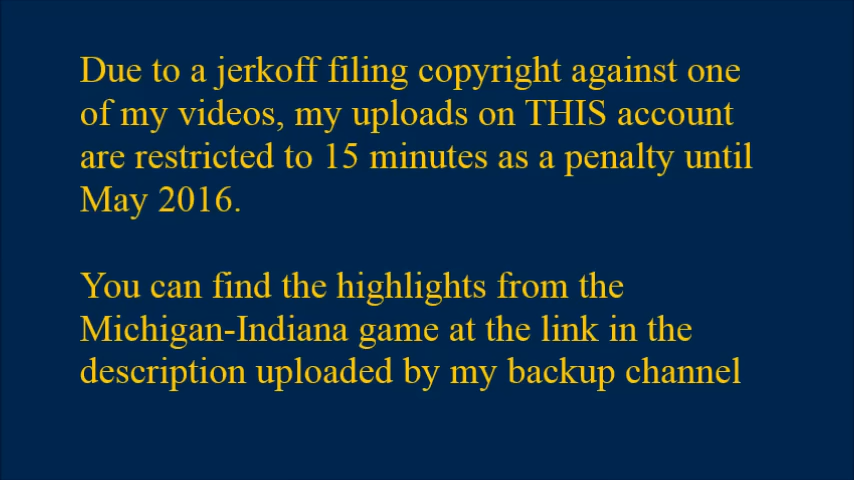 Due to a jerkoff filing copyright against one
of my videos, my uploads on THIS account
are restricted to 15 minutes as a penalty until
May 2016.
You can find the highlights from the
Michigan-Indiana game at the link in the
description uploaded by my backup channel